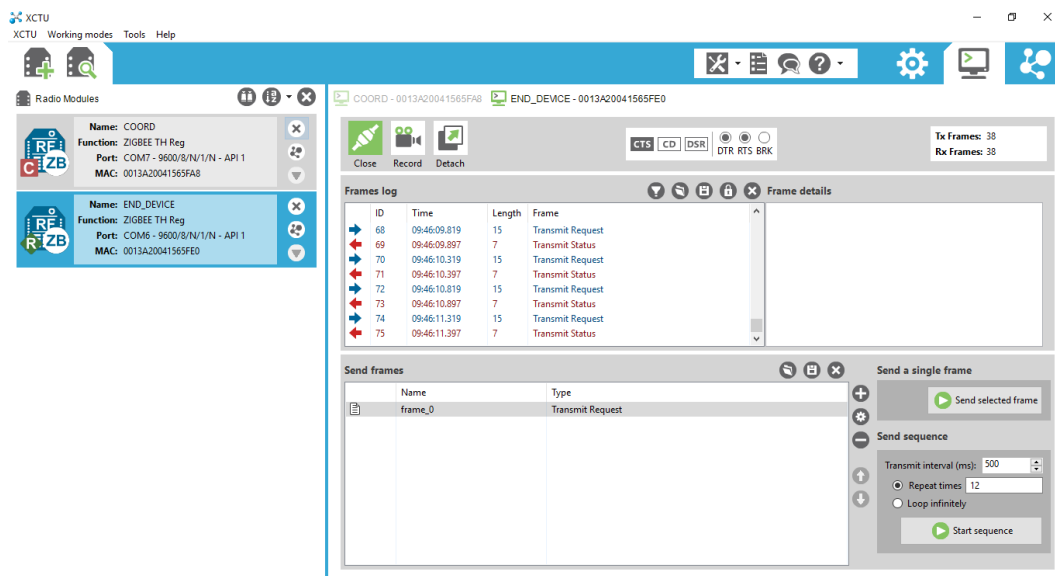 XCTU
XCTU Working modes Tools Help
Radio Modules
Name: COORD
Function: ZIGBEE TH Reg
Port: COM7 - 9600/8/N/1/N - API 1
MAC: 0013A20041565FA8
RF
ZB
C
Name: END_DEVICE
Function: ZIGBEE TH Reg
Port: COM6 - 9600/8/N/1/N - API 1
MAC: 0013A20041565FE0
RF
ZB
R
COORD - 0013A20041565FA8 END_DEVICE - 0013A20041565FE0
Close Record Detach
CTS CD DSR DTR RTS BRK
Tx Frames: 38
Rx Frames: 38
Frames log
ID Time Length Frame
68 09:46:09.819 15 Transmit Request
69 09:46:09.897 7 Transmit Status
70 09:46:10.319 15 Transmit Request
71 09:46:10.397 7 Transmit Status
72 09:46:10.819 15 Transmit Request
73 09:46:10.897 7 Transmit Status
74 09:46:11.319 15 Transmit Request
75 09:46:11.397 7 Transmit Status
Frame details
Send frames
Name Type
frame_0 Transmit Request
Send a single frame
Send selected frame
Send sequence
Transmit interval (ms): 500
Repeat times 12
Loop infinitely
Start sequence